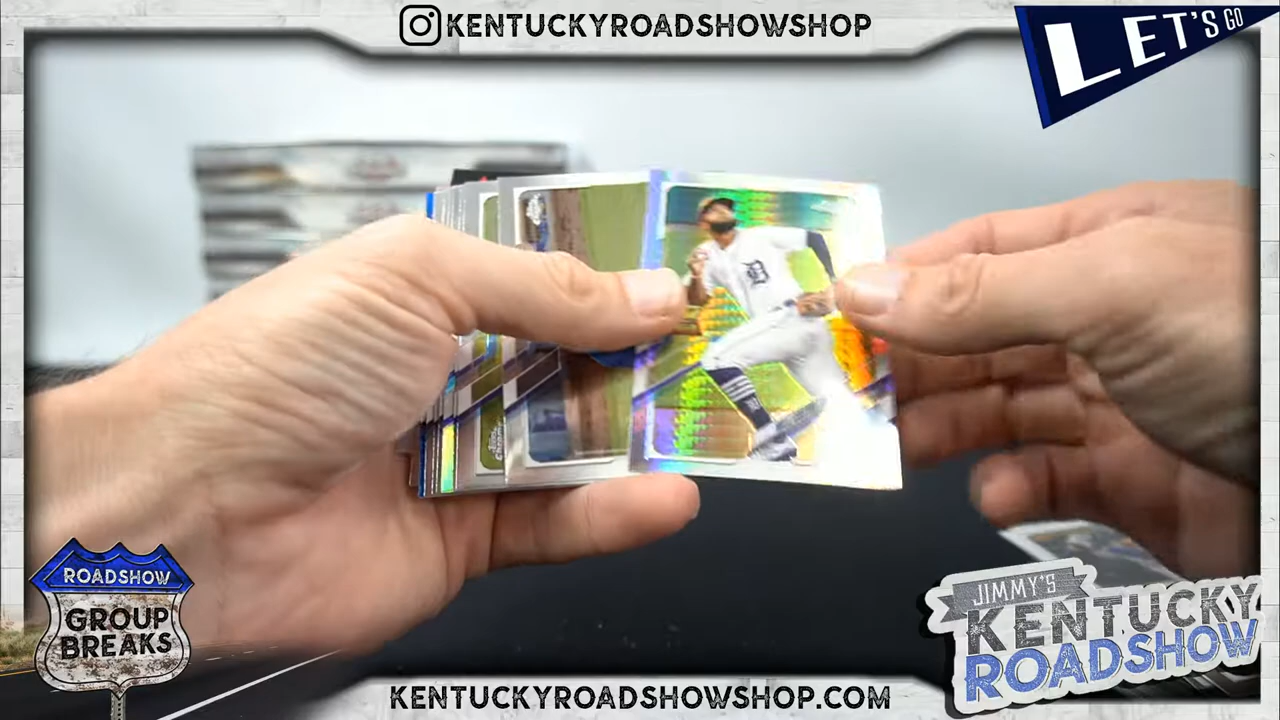 KENTUCKYROADSHOWSHOP
LET'S GO
D
ROADSHOW
GROUP
BREAKS
JIMMY'S
KENTUCKY
ROADSHOW
KENTUCKYROADSHOWSHOP.COM